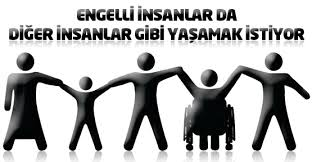 ENGELLİ İNSANLAR DA
DİĞER İNSANLAR GİBİ YAŞAMAK İSTİYOR